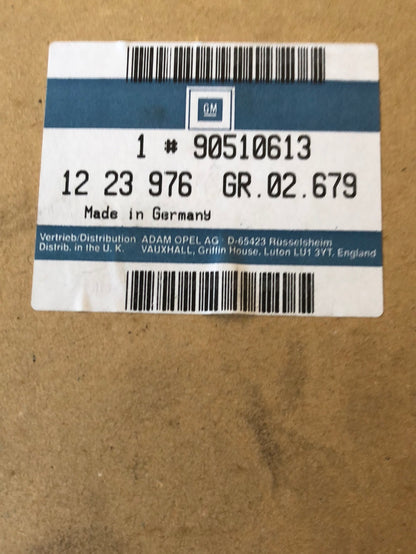 GM
1 # 90510613
12 23 976 GR.02.679
Made in Germany
Vertrieb/Distribution ADAM OPEL AG · D-65423 Rüsselsheim
Distrib. in the U. K. VAUXHALL, Griffin House, Luton LU1 3YT, England